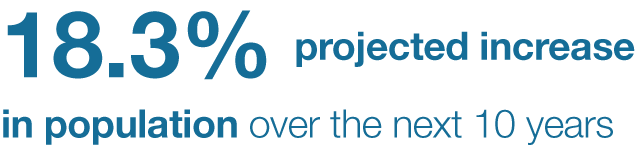 18.3% projected increase
in population over the next 10 years